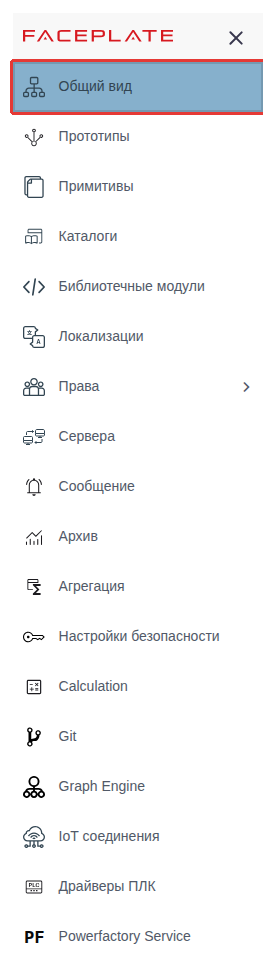 FACEPLATE
Общий вид
Прототипы
Примитивы
Каталоги
Библиотечные модули
Локализации
Права
Сервера
Сообщение
Архив
Агрегация
Настройки безопасности
Calculation
Git
Graph Engine
IoT соединения
PLC Драйверы ПЛК
PF Powerfactory Service